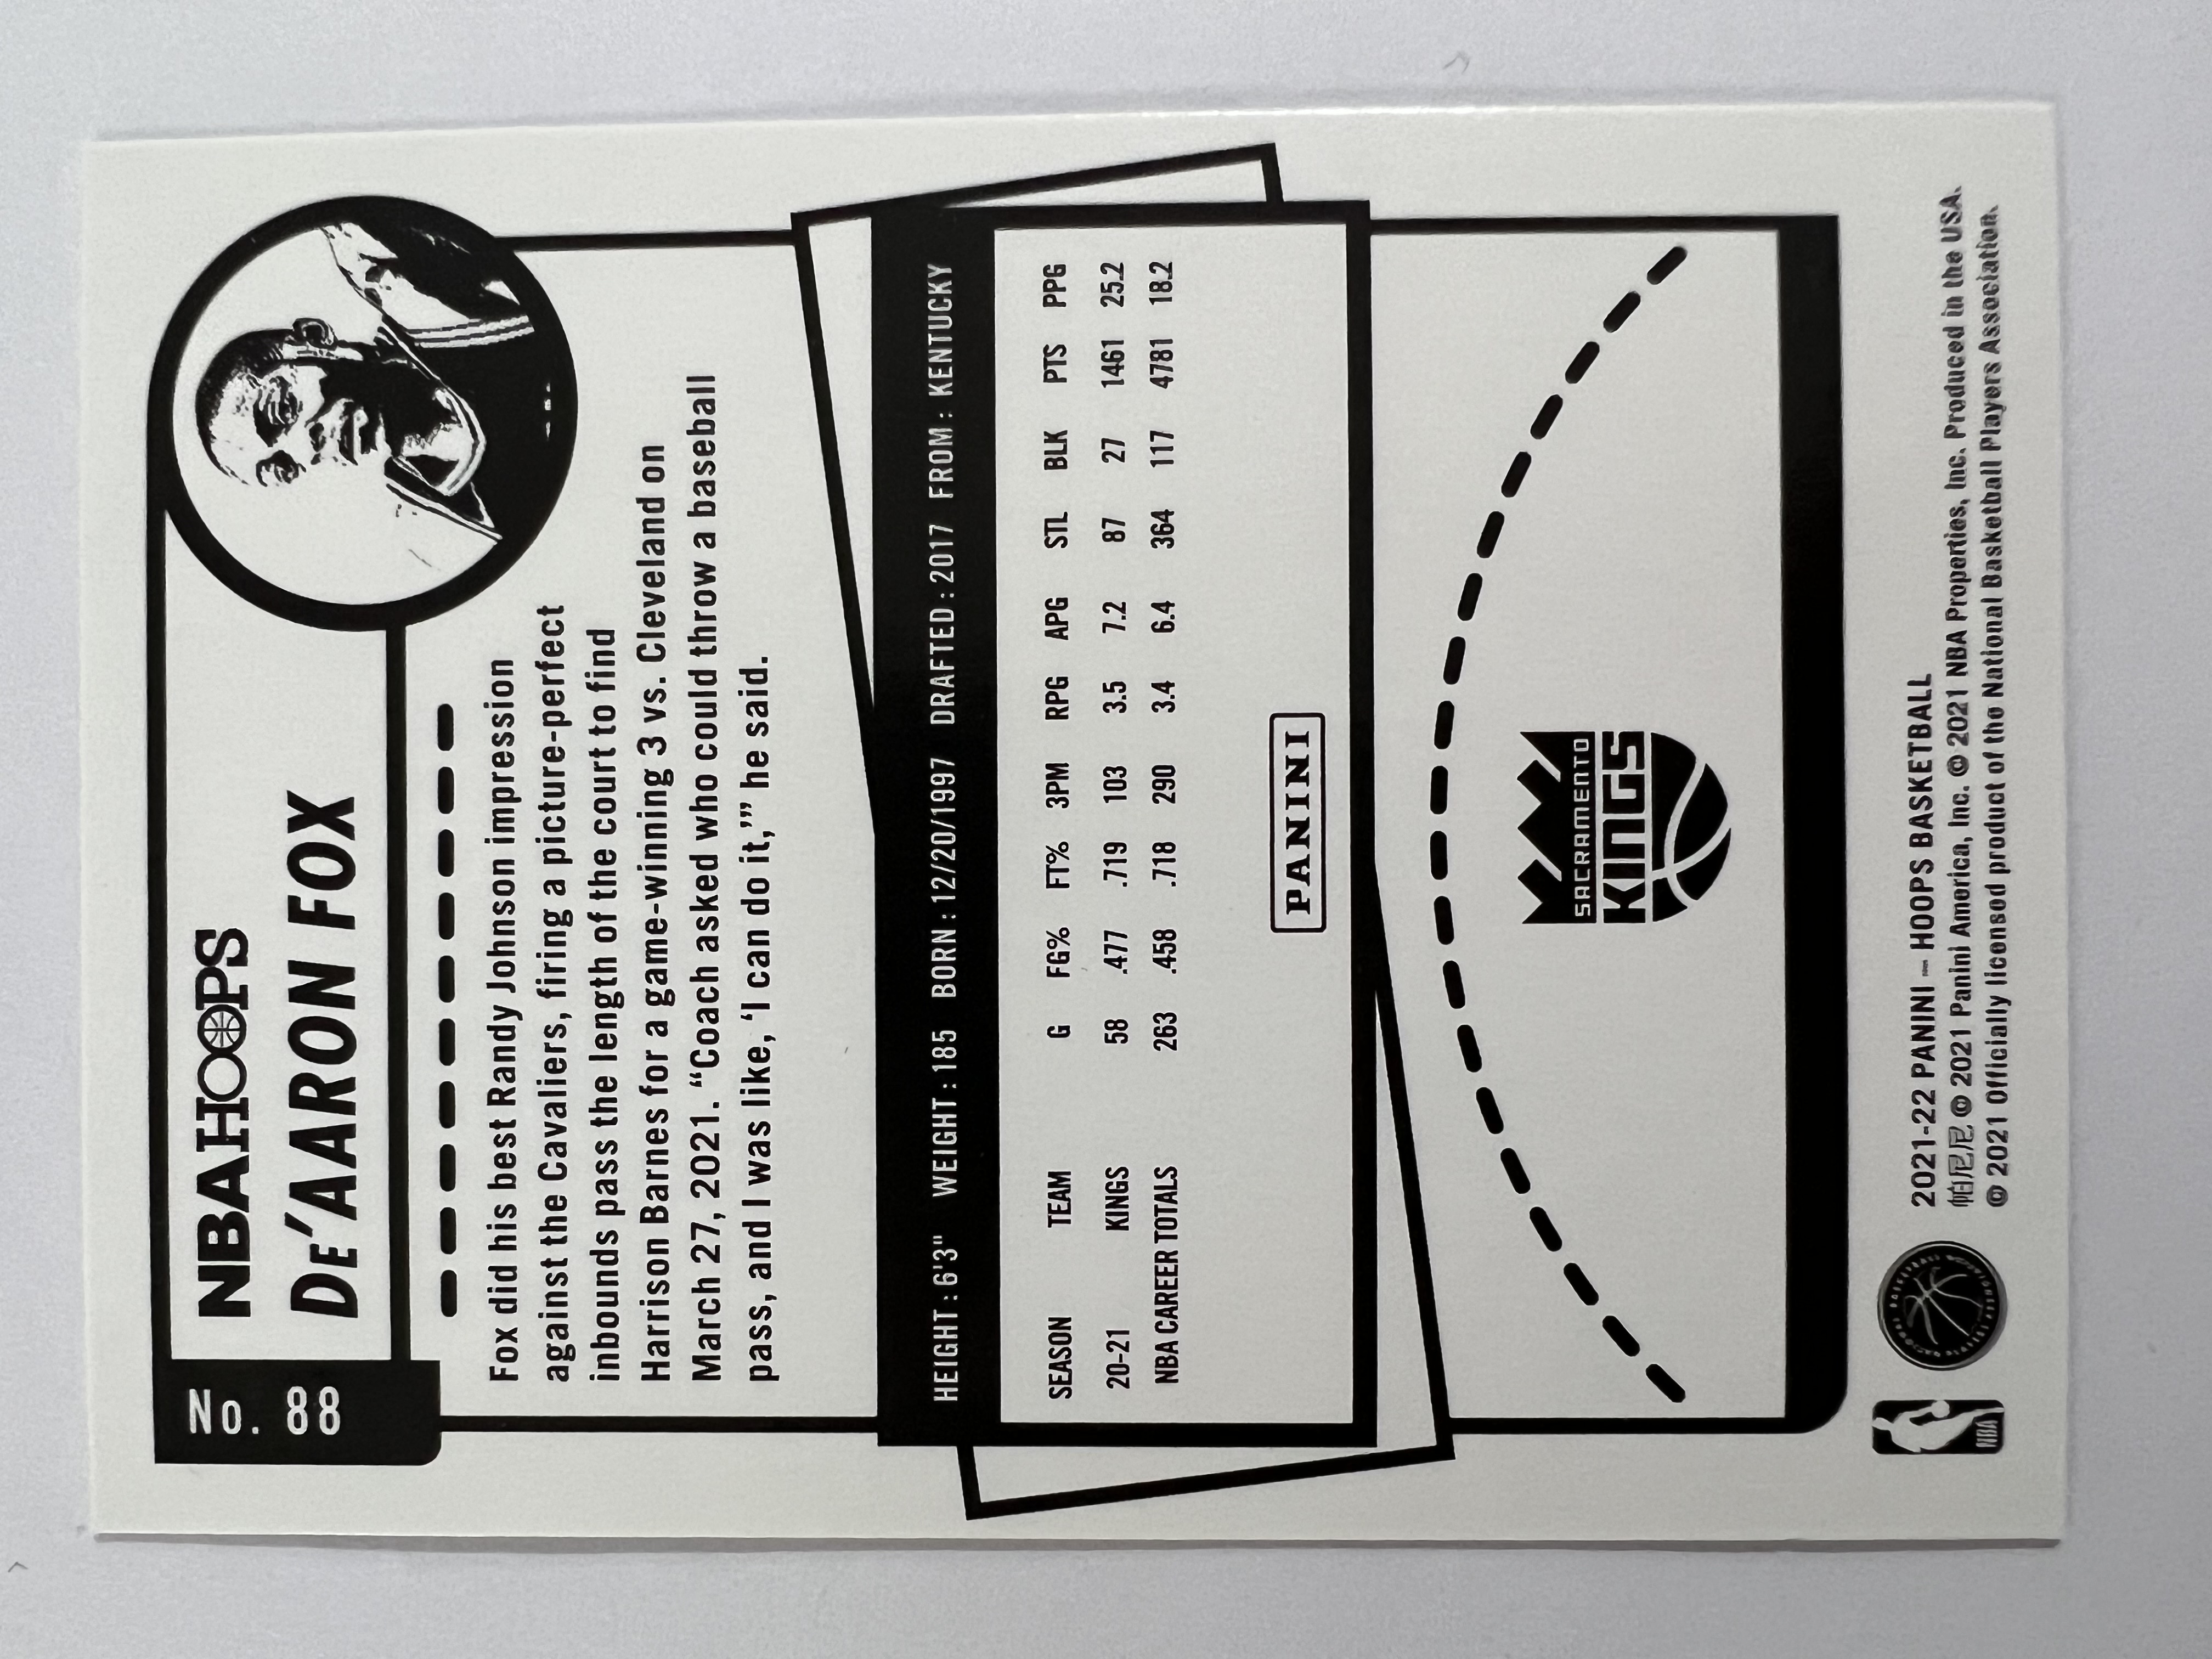 No. 88
NBA HOOPS
DE'AARON FOX
Fox did his best Randy Johnson impression
against the Cavaliers, firing a picture-perfect
inbounds pass the length of the court to find
Harrison Barnes for a game-winning 3 vs. Cleveland on
March 27, 2021. “Coach asked who could throw a baseball
pass, and I was like, ‘I can do it,’” he said.
HEIGHT: 6'3" WEIGHT: 185 BORN: 12/20/1997 DRAFTED: 2017 FROM: KENTUCKY
SEASON TEAM G FG% FT% 3PM RPG APG STL BLK PTS PPG
20-21 KINGS 58 .477 .719 103 3.5 7.2 87 27 1461 25.2
NBA CAREER TOTALS 263 .458 .718 290 3.4 6.4 364 117 4781 18.2
PANINI
SACRAMENTO
KINGS
2021-22 PANINI – HOOPS BASKETBALL
帕尼尼 © 2021 Panini America, Inc. © 2021 NBA Properties, Inc. Produced in the USA.
© 2021 Officially licensed product of the National Basketball Players Association.
NBA